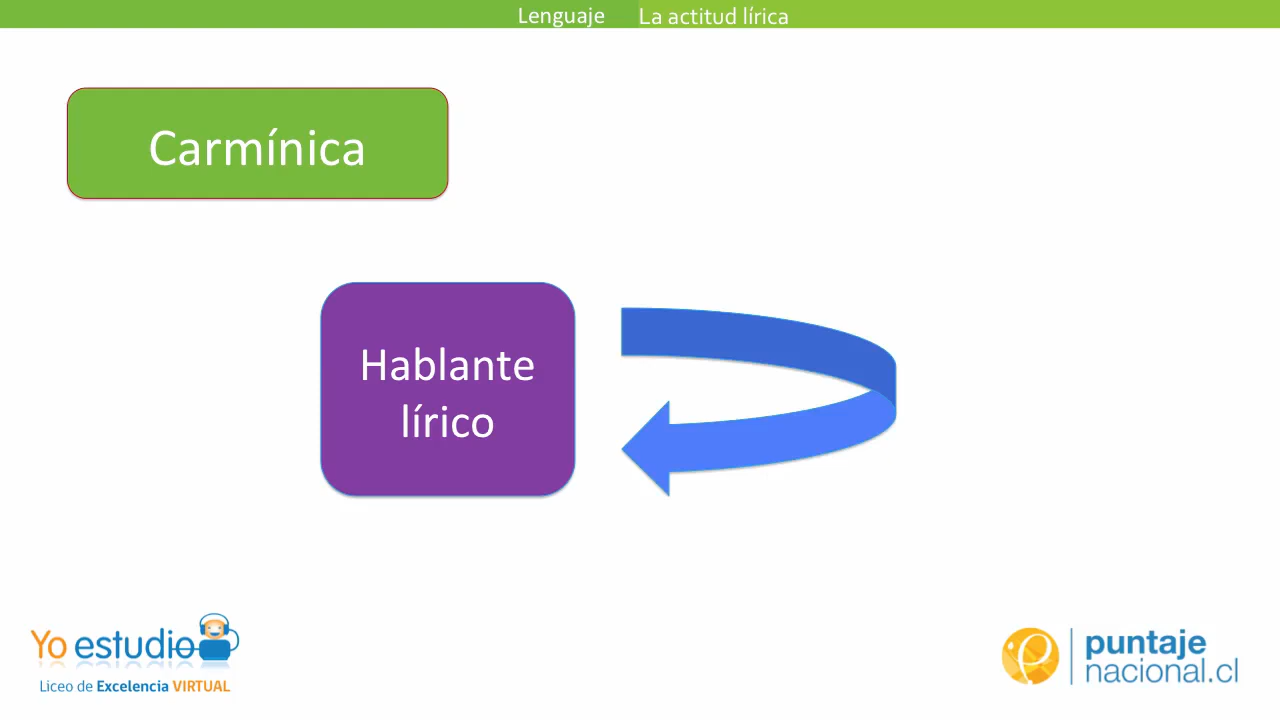 Lenguaje La actitud lírica
Carmínica
Hablante
lírico
Yo estudio
Liceo de Excelencia VIRTUAL
puntaje
nacional.cl